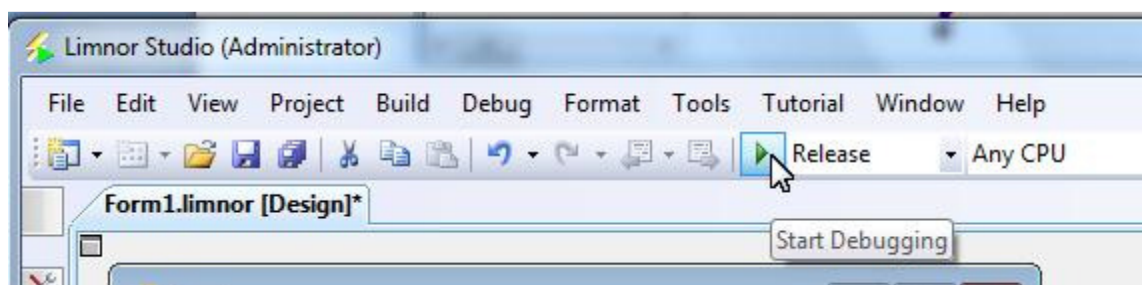 Limnor Studio (Administrator)
File Edit View Project Build Debug Format Tools Tutorial Window Help
Release Any CPU
Form1.limnor [Design]*
Start Debugging